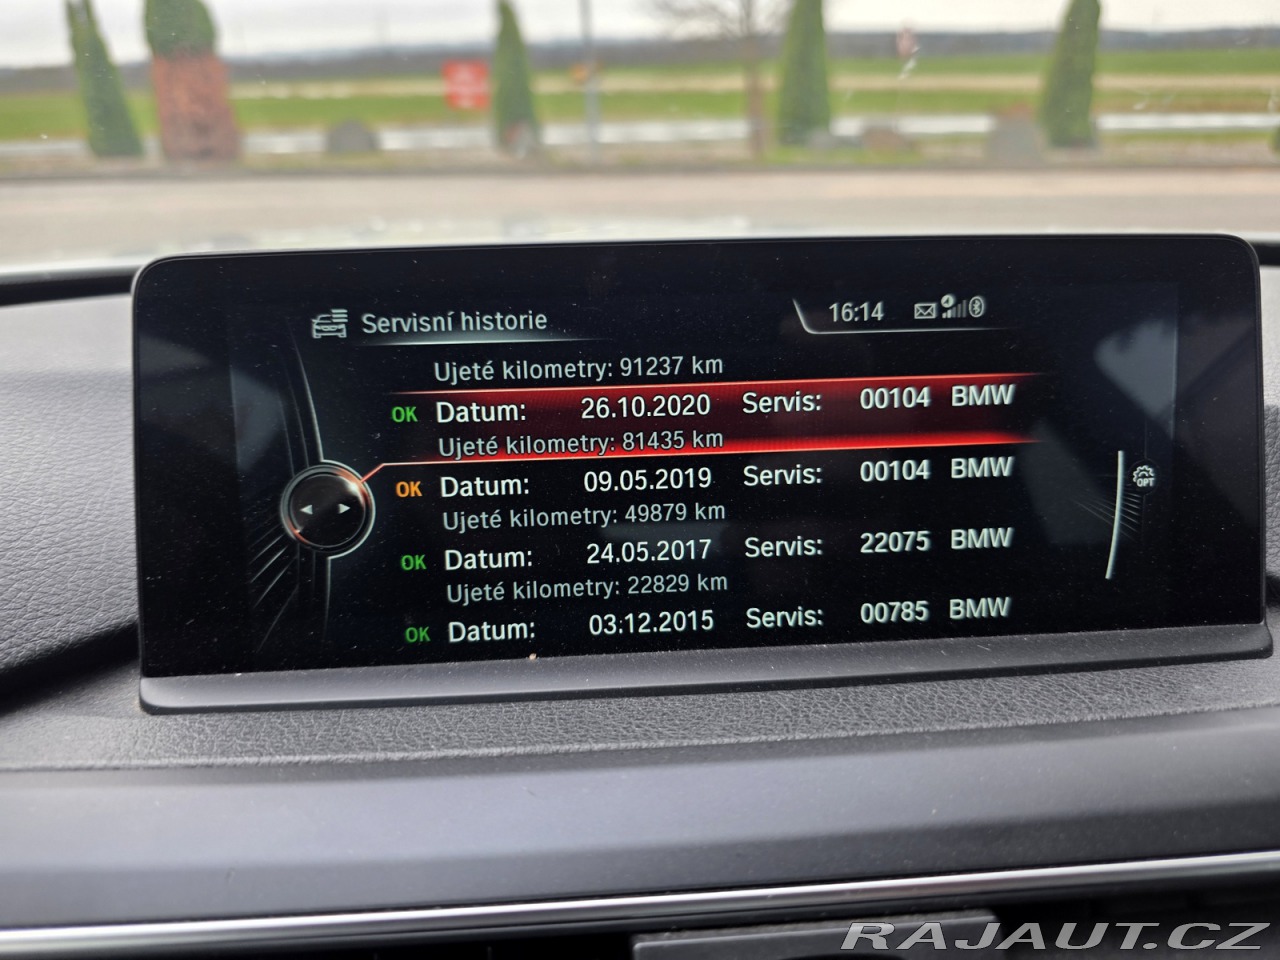 Servisní historie
16:14
Ujeté kilometry: 91237 km
OK Datum: 26.10.2020 Servis: 00104 BMW
Ujeté kilometry: 81435 km
OK Datum: 09.05.2019 Servis: 00104 BMW
Ujeté kilometry: 49879 km
OPT
OK Datum: 24.05.2017 Servis: 22075 BMW
Ujeté kilometry: 22829 km
OK Datum: 03.12.2015 Servis: 00785 BMW
RAJAUT.CZ